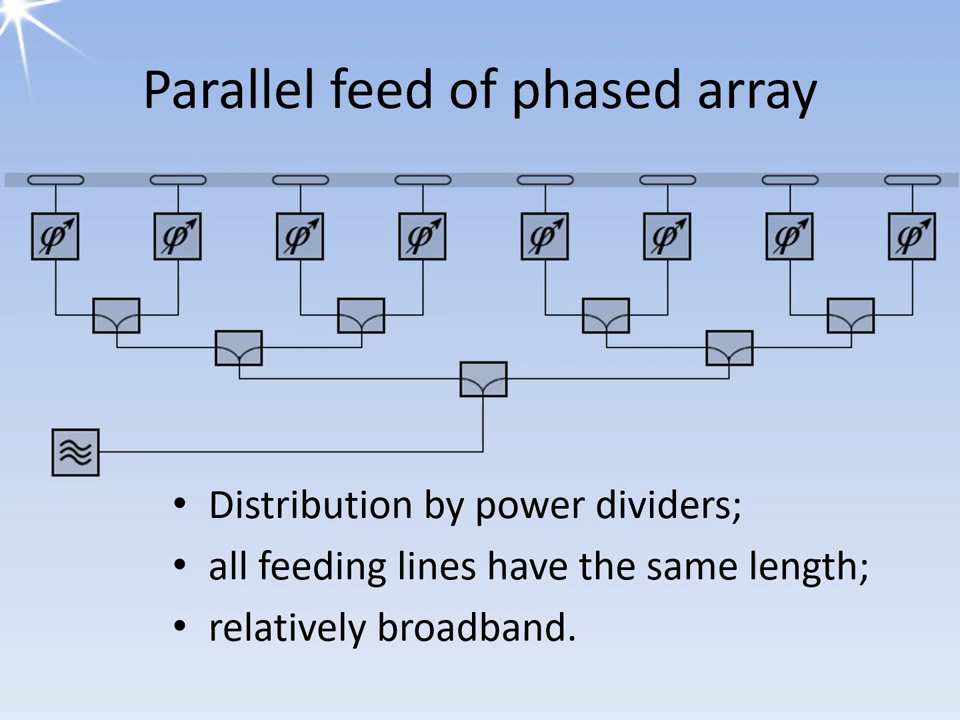 Parallel feed of phased array
φ φ φ φ φ φ φ φ
≈
• Distribution by power dividers;
• all feeding lines have the same length;
• relatively broadband.